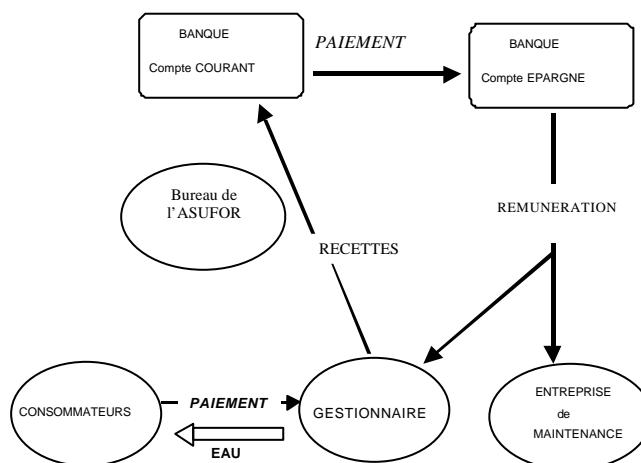 BANQUE
Compte COURANT
PAIEMENT
BANQUE
Compte EPARGNE
Bureau de
l'ASUFOR
REMUNERATION
RECETTES
CONSOMMATEURS
PAIEMENT
EAU
GESTIONNAIRE
ENTREPRISE
de
MAINTENANCE